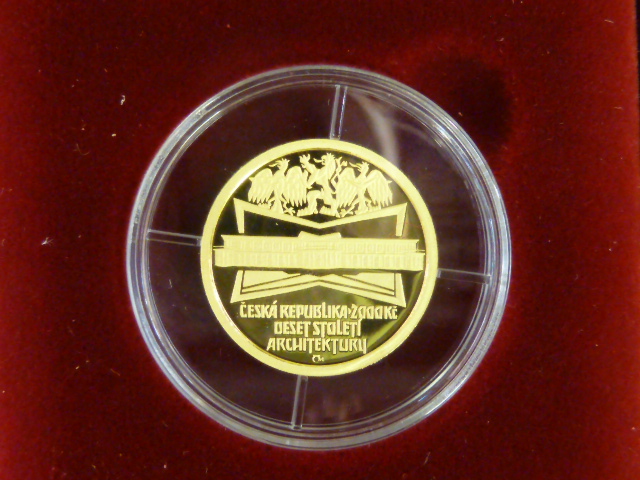 ČESKÁ REPUBLIKA·2000Kč
DESET STOLETÍ
ARCHITEKTURY